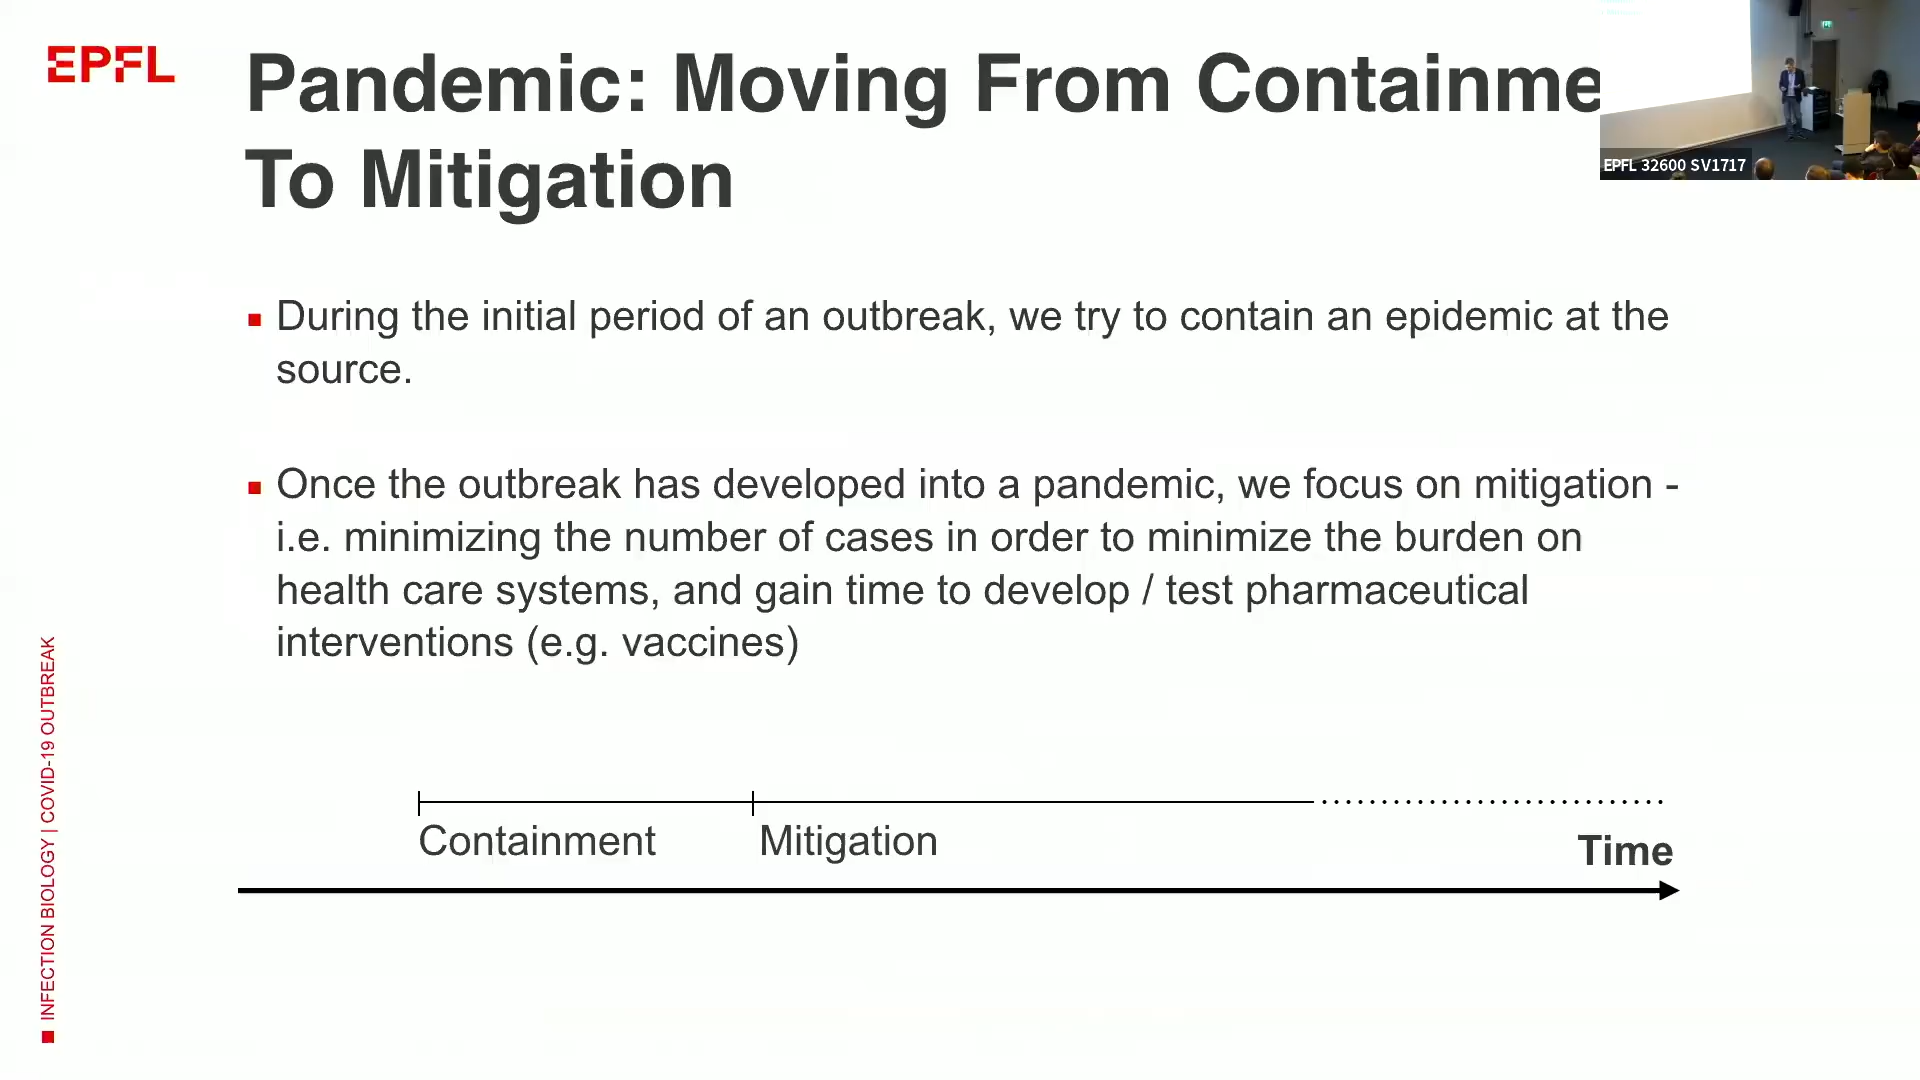 EPFL
Pandemic: Moving From Containme
To Mitigation
EPFL 32600 SV1717
During the initial period of an outbreak, we try to contain an epidemic at the
source.
Once the outbreak has developed into a pandemic, we focus on mitigation -
i.e. minimizing the number of cases in order to minimize the burden on
health care systems, and gain time to develop / test pharmaceutical
interventions (e.g. vaccines)
Containment
Mitigation
Time
INFECTION BIOLOGY | COVID-19 OUTBREAK